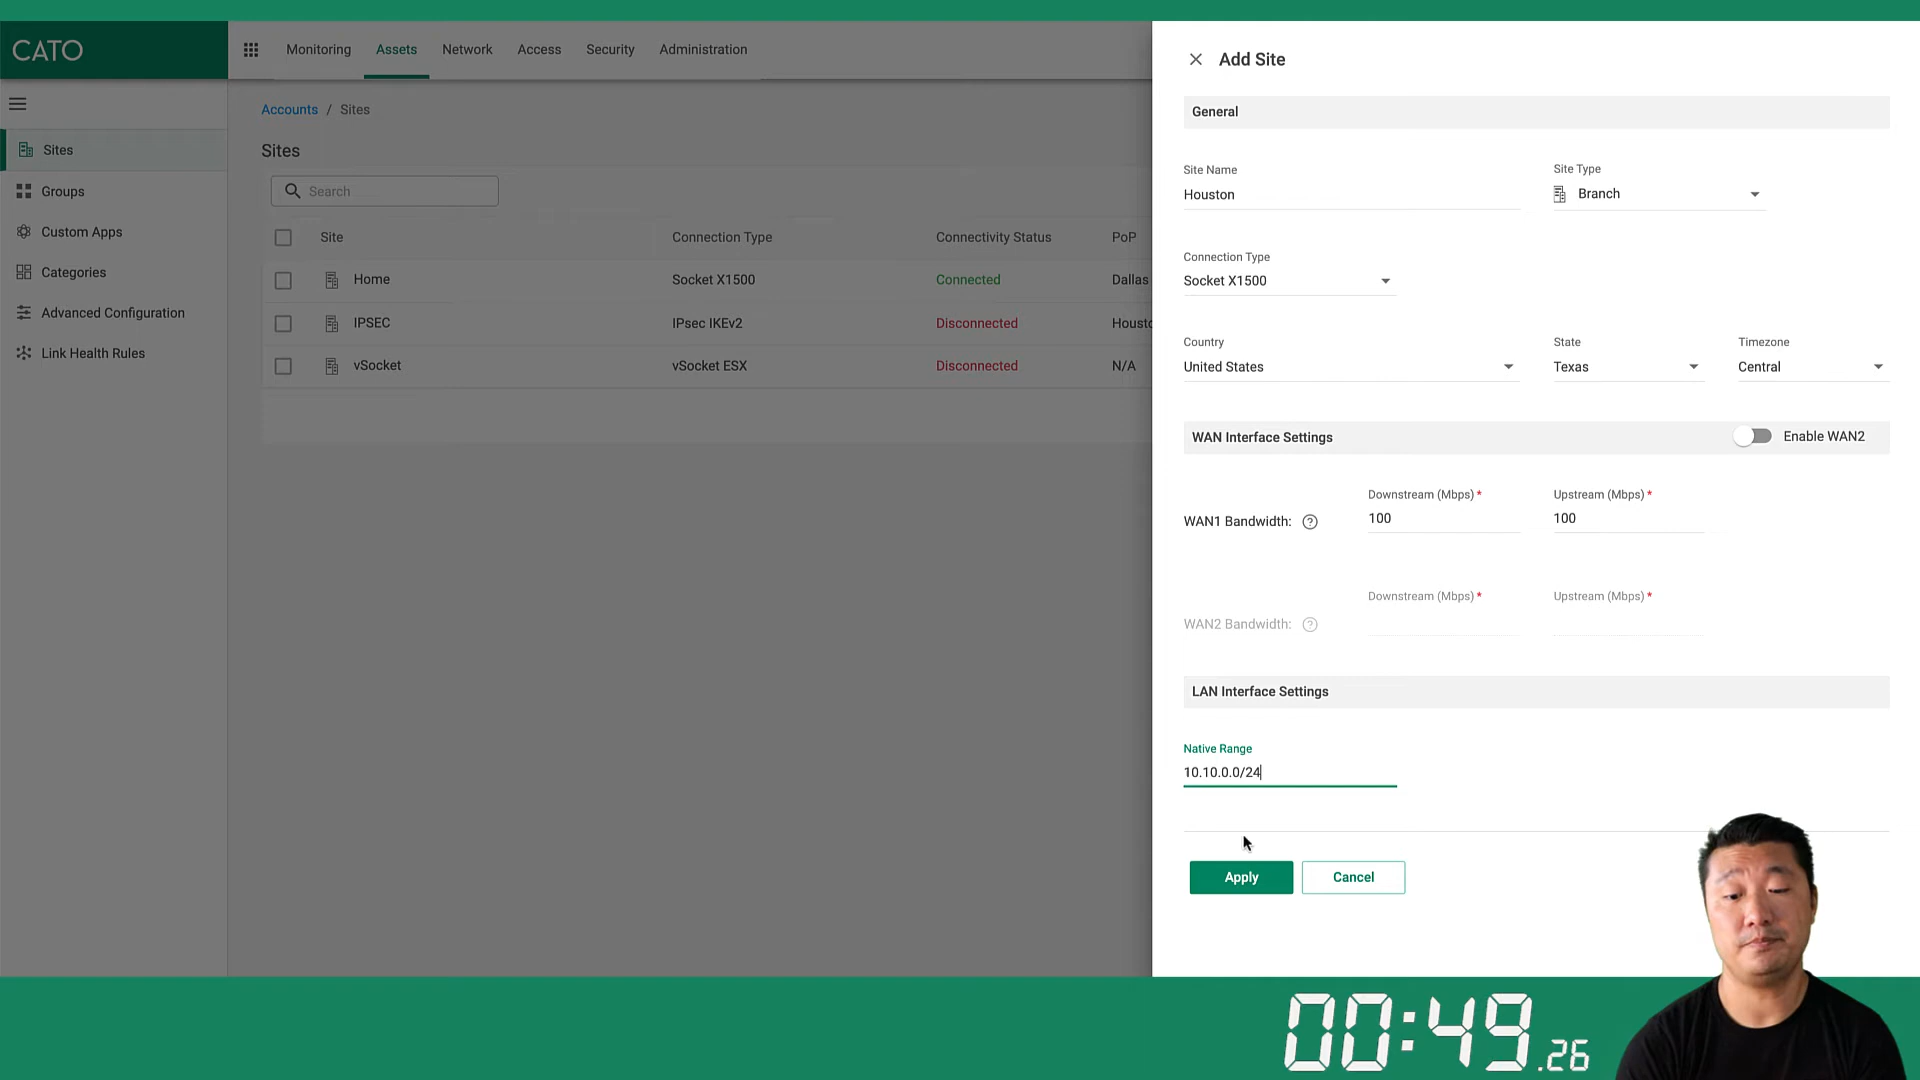 CATO
Monitoring Assets Network Access Security Administration
Add Site
Accounts / Sites
General
Sites
Sites
Groups
Custom Apps
Categories
Advanced Configuration
Link Health Rules
Search
Site Connection Type Connectivity Status PoP
Home Socket X1500 Connected Dallas
IPSEC IPsec IKEv2 Disconnected Housto
vSocket vSocket ESX Disconnected N/A
Site Name
Houston
Site Type
Branch
Connection Type
Socket X1500
Country
United States
State
Texas
Timezone
Central
WAN Interface Settings Enable WAN2
WAN1 Bandwidth: ?
Downstream (Mbps) *
100
Upstream (Mbps) *
100
WAN2 Bandwidth: ?
Downstream (Mbps) *
Upstream (Mbps) *
LAN Interface Settings
Native Range
10.10.0.0/24
Apply Cancel
00:49.26